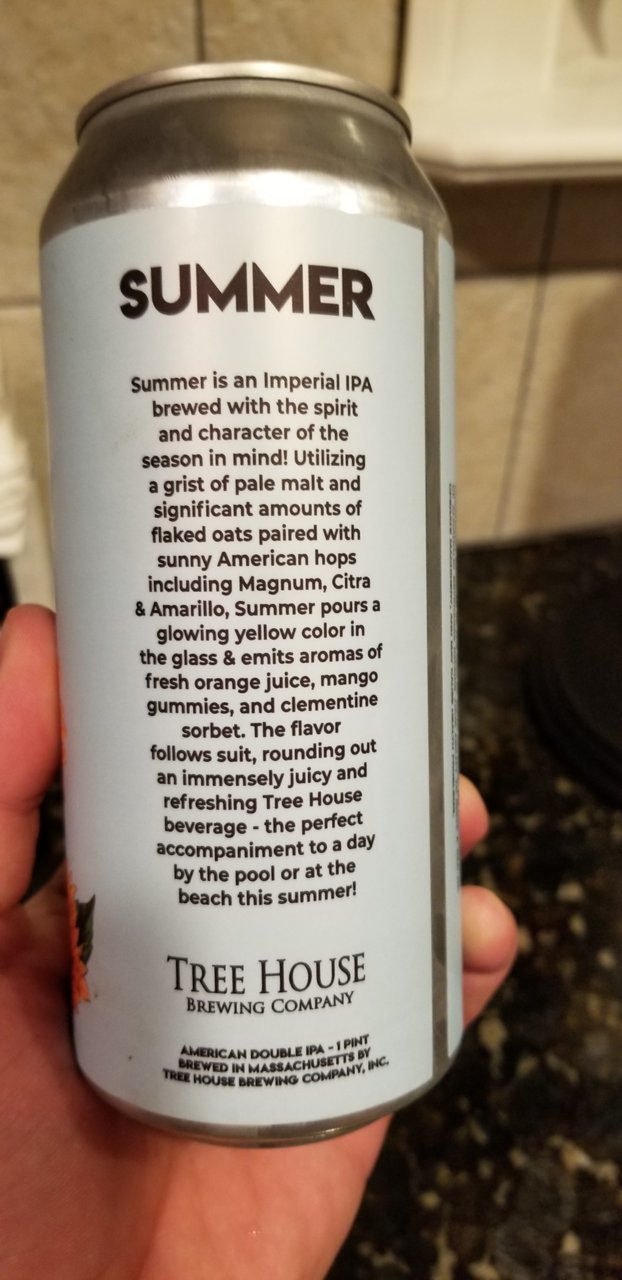 SUMMER
Summer is an Imperial IPA
brewed with the spirit
and character of the
season in mind! Utilizing
a grist of pale malt and
significant amounts of
flaked oats paired with
sunny American hops
including Magnum, Citra
& Amarillo, Summer pours a
glowing yellow color in
the glass & emits aromas of
fresh orange juice, mango
gummies, and clementine
sorbet. The flavor
follows suit, rounding out
an immensely juicy and
refreshing Tree House
beverage - the perfect
accompaniment to a day
by the pool or at the
beach this summer!
TREE HOUSE
BREWING COMPANY
AMERICAN DOUBLE IPA - 1 PINT
BREWED IN MASSACHUSETTS BY
TREE HOUSE BREWING COMPANY, INC.